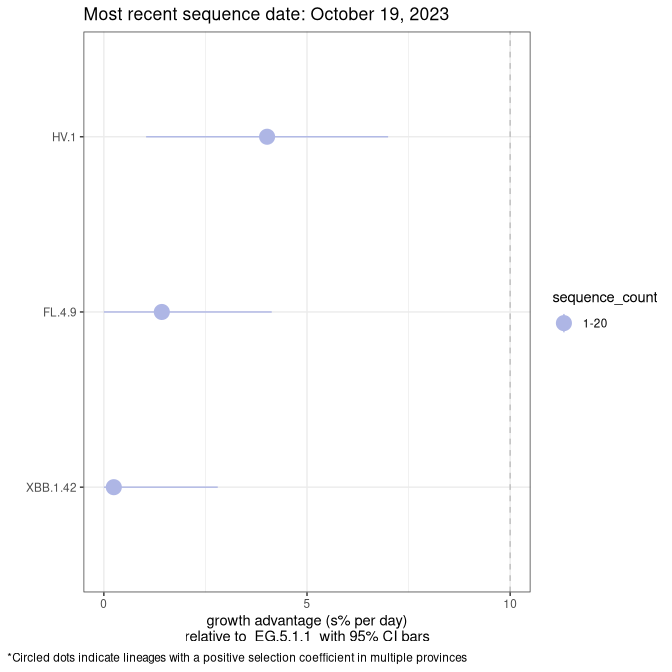 Most recent sequence date: October 19, 2023
HV.1
FL.4.9
XBB.1.42
0
5
10
growth advantage (s% per day)
relative to  EG.5.1.1  with 95% CI bars
sequence_count
1-20
*Circled dots indicate lineages with a positive selection coefficient in multiple provinces